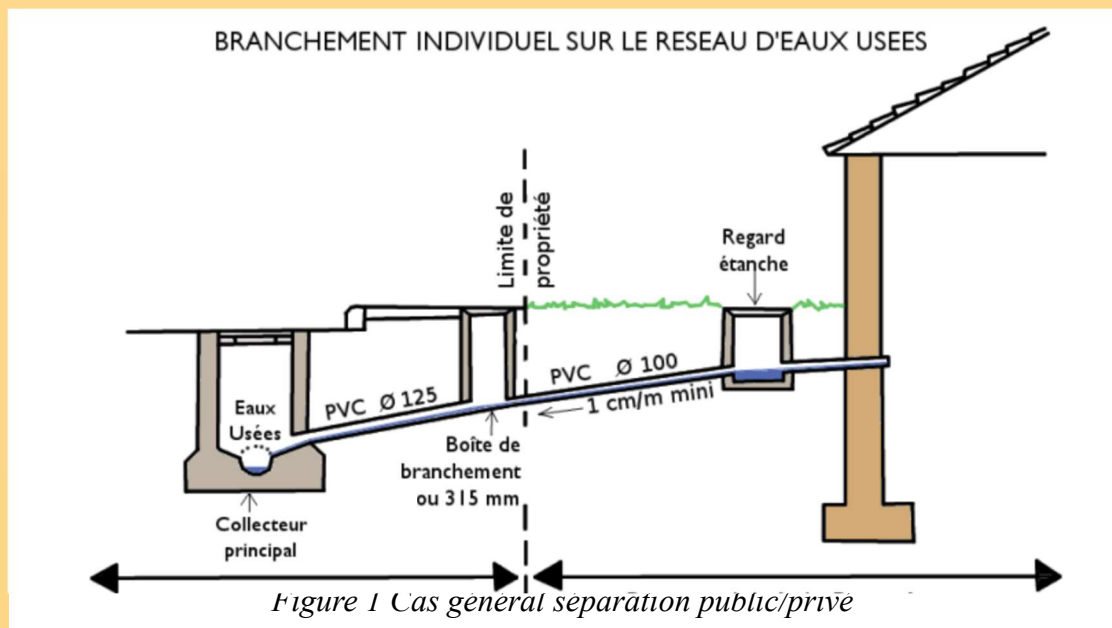 BRANCHEMENT INDIVIDUEL SUR LE RESEAU D'EAUX USEES
Limite de
propriété
Regard
étanche
PVC Ø 125
PVC Ø 100
1 cm/m mini
Eaux
Usées
Boîte de
branchement
ou 315 mm
Collecteur
principal
Figure 1 Cas général séparation public/privé